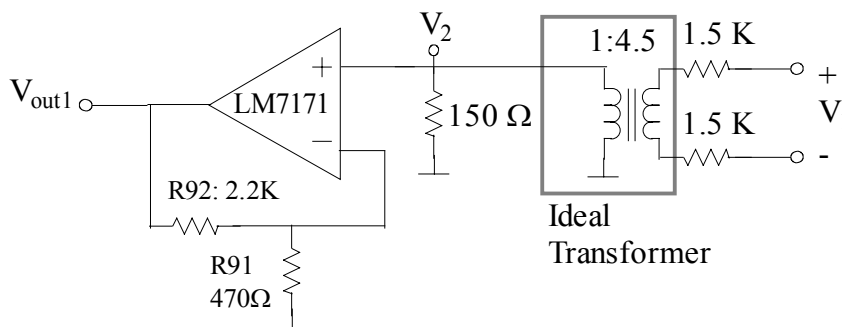 V2
1:4.5
1.5 K
+
LM7171
Vout1
+
V
150 Ω
−
1.5 K
-
R92: 2.2K
Ideal
Transformer
R91
470Ω